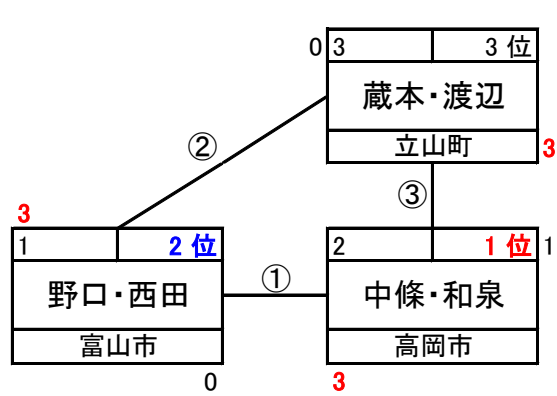 0 3 3 位
蔵本・渡辺
立山町 3
②
③
3
1 2 位
野口・西田
富山市
0
①
2 1 位 1
中條・和泉
高岡市
3